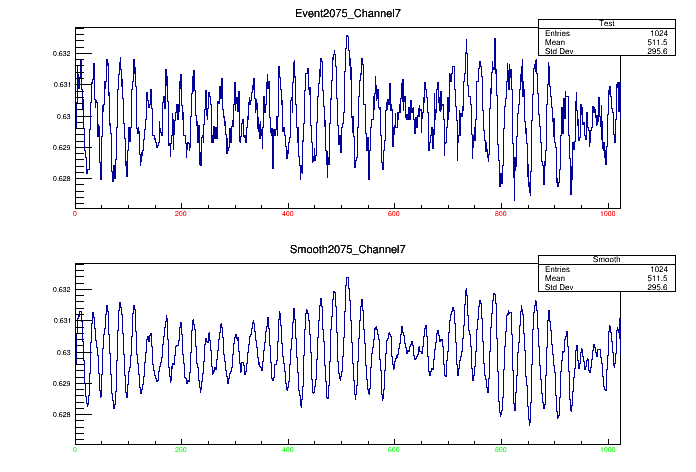 Event2075_Channel7
Test
Entries 1024
Mean 511.5
Std Dev 295.6
0.632
0.631
0.63
0.629
0.628
0 200 400 600 800 1000
Smooth2075_Channel7
Smooth
Entries 1024
Mean 511.5
Std Dev 295.6
0.632
0.631
0.63
0.629
0.628
0 200 400 600 800 1000